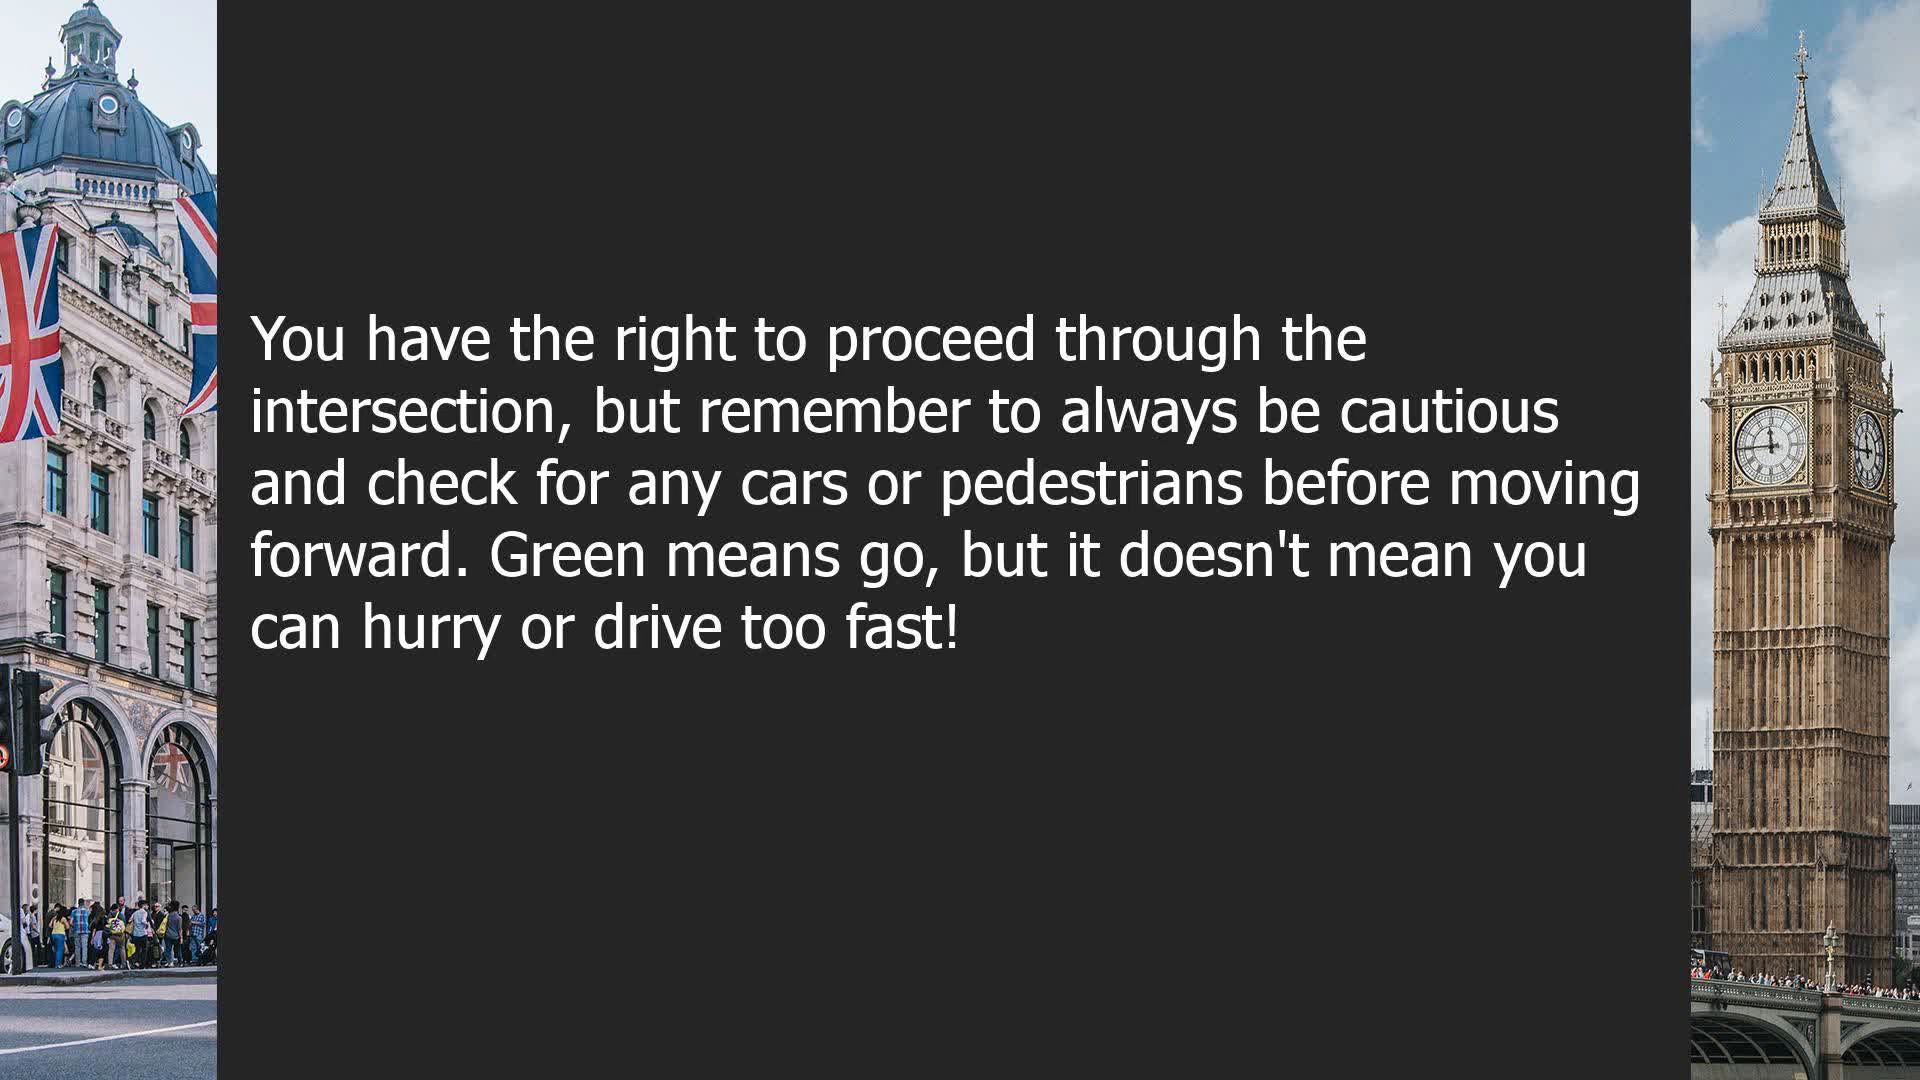 You have the right to proceed through the
intersection, but remember to always be cautious
and check for any cars or pedestrians before moving
forward. Green means go, but it doesn't mean you
can hurry or drive too fast!